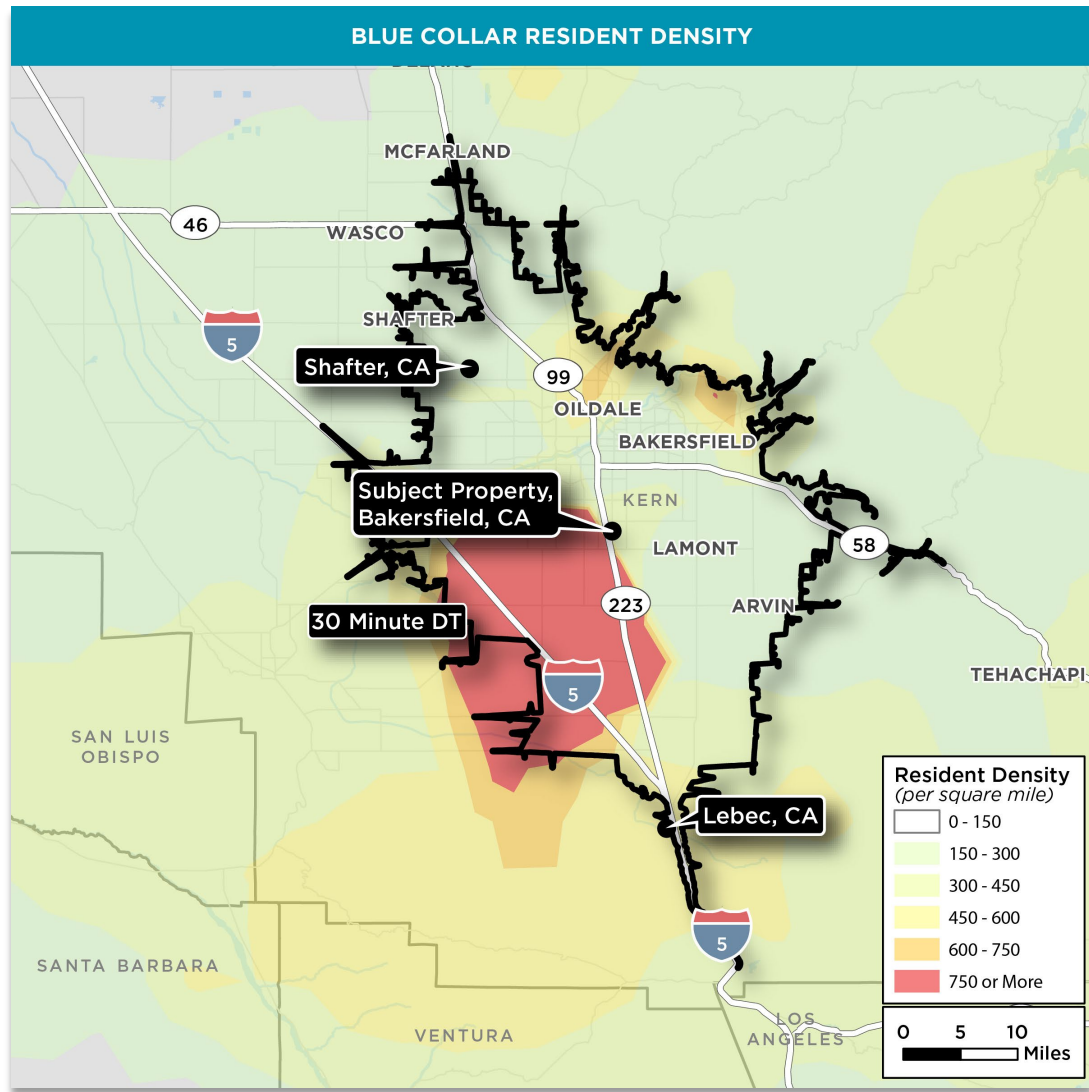 BLUE COLLAR RESIDENT DENSITY
DELANO
MCFARLAND
46
WASCO
SHAFTER
5
Shafter, CA
99
OILDALE
BAKERSFIELD
Subject Property,
Bakersfield, CA
KERN
LAMONT
58
223
ARVIN
30 Minute DT
TEHACHAPI
5
SAN LUIS
OBISPO
Lebec, CA
5
SANTA BARBARA
VENTURA
LOS
ANGELES
Resident Density
(per square mile)
0 - 150
150 - 300
300 - 450
450 - 600
600 - 750
750 or More
0 5 10
Miles